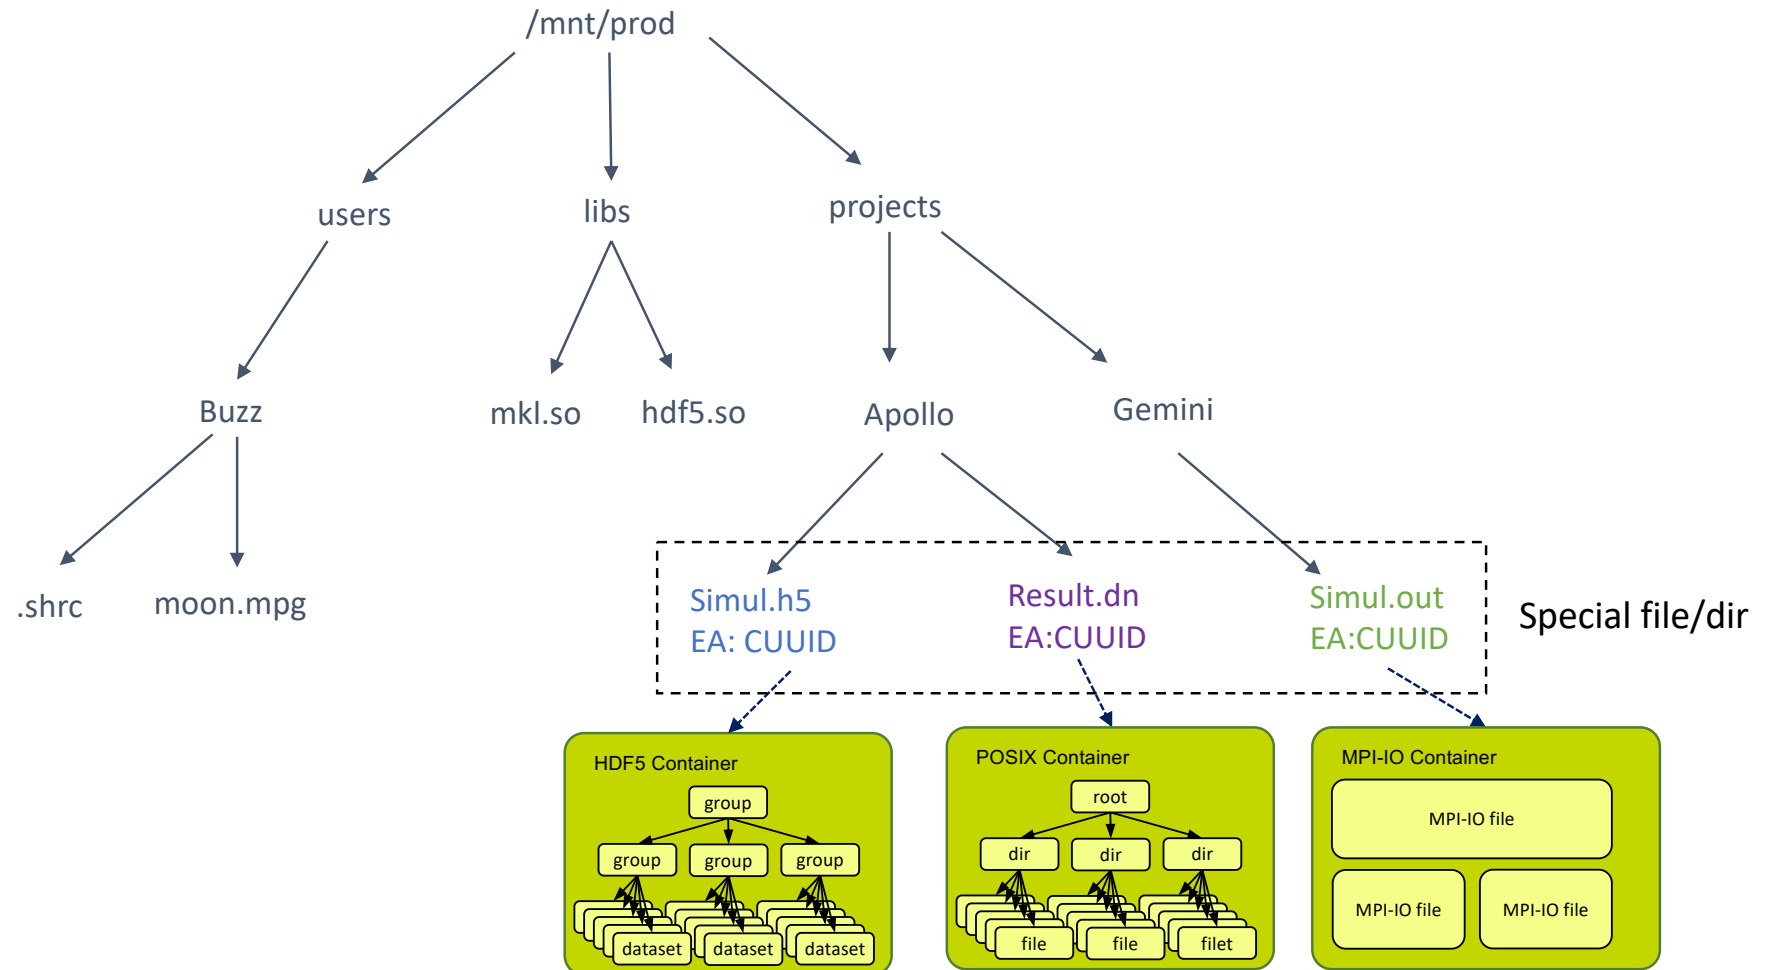 /mnt/prod
users
libs
projects
Buzz
mkl.so
hdf5.so
Apollo
Gemini
.shrc
moon.mpg
Simul.h5
EA: CUUID
Result.dn
EA:CUUID
Simul.out
EA:CUUID
Special file/dir
HDF5 Container
group
group
group
group
dataset
dataset
dataset
POSIX Container
root
dir
dir
dir
file
file
filet
MPI-IO Container
MPI-IO file
MPI-IO file
MPI-IO file